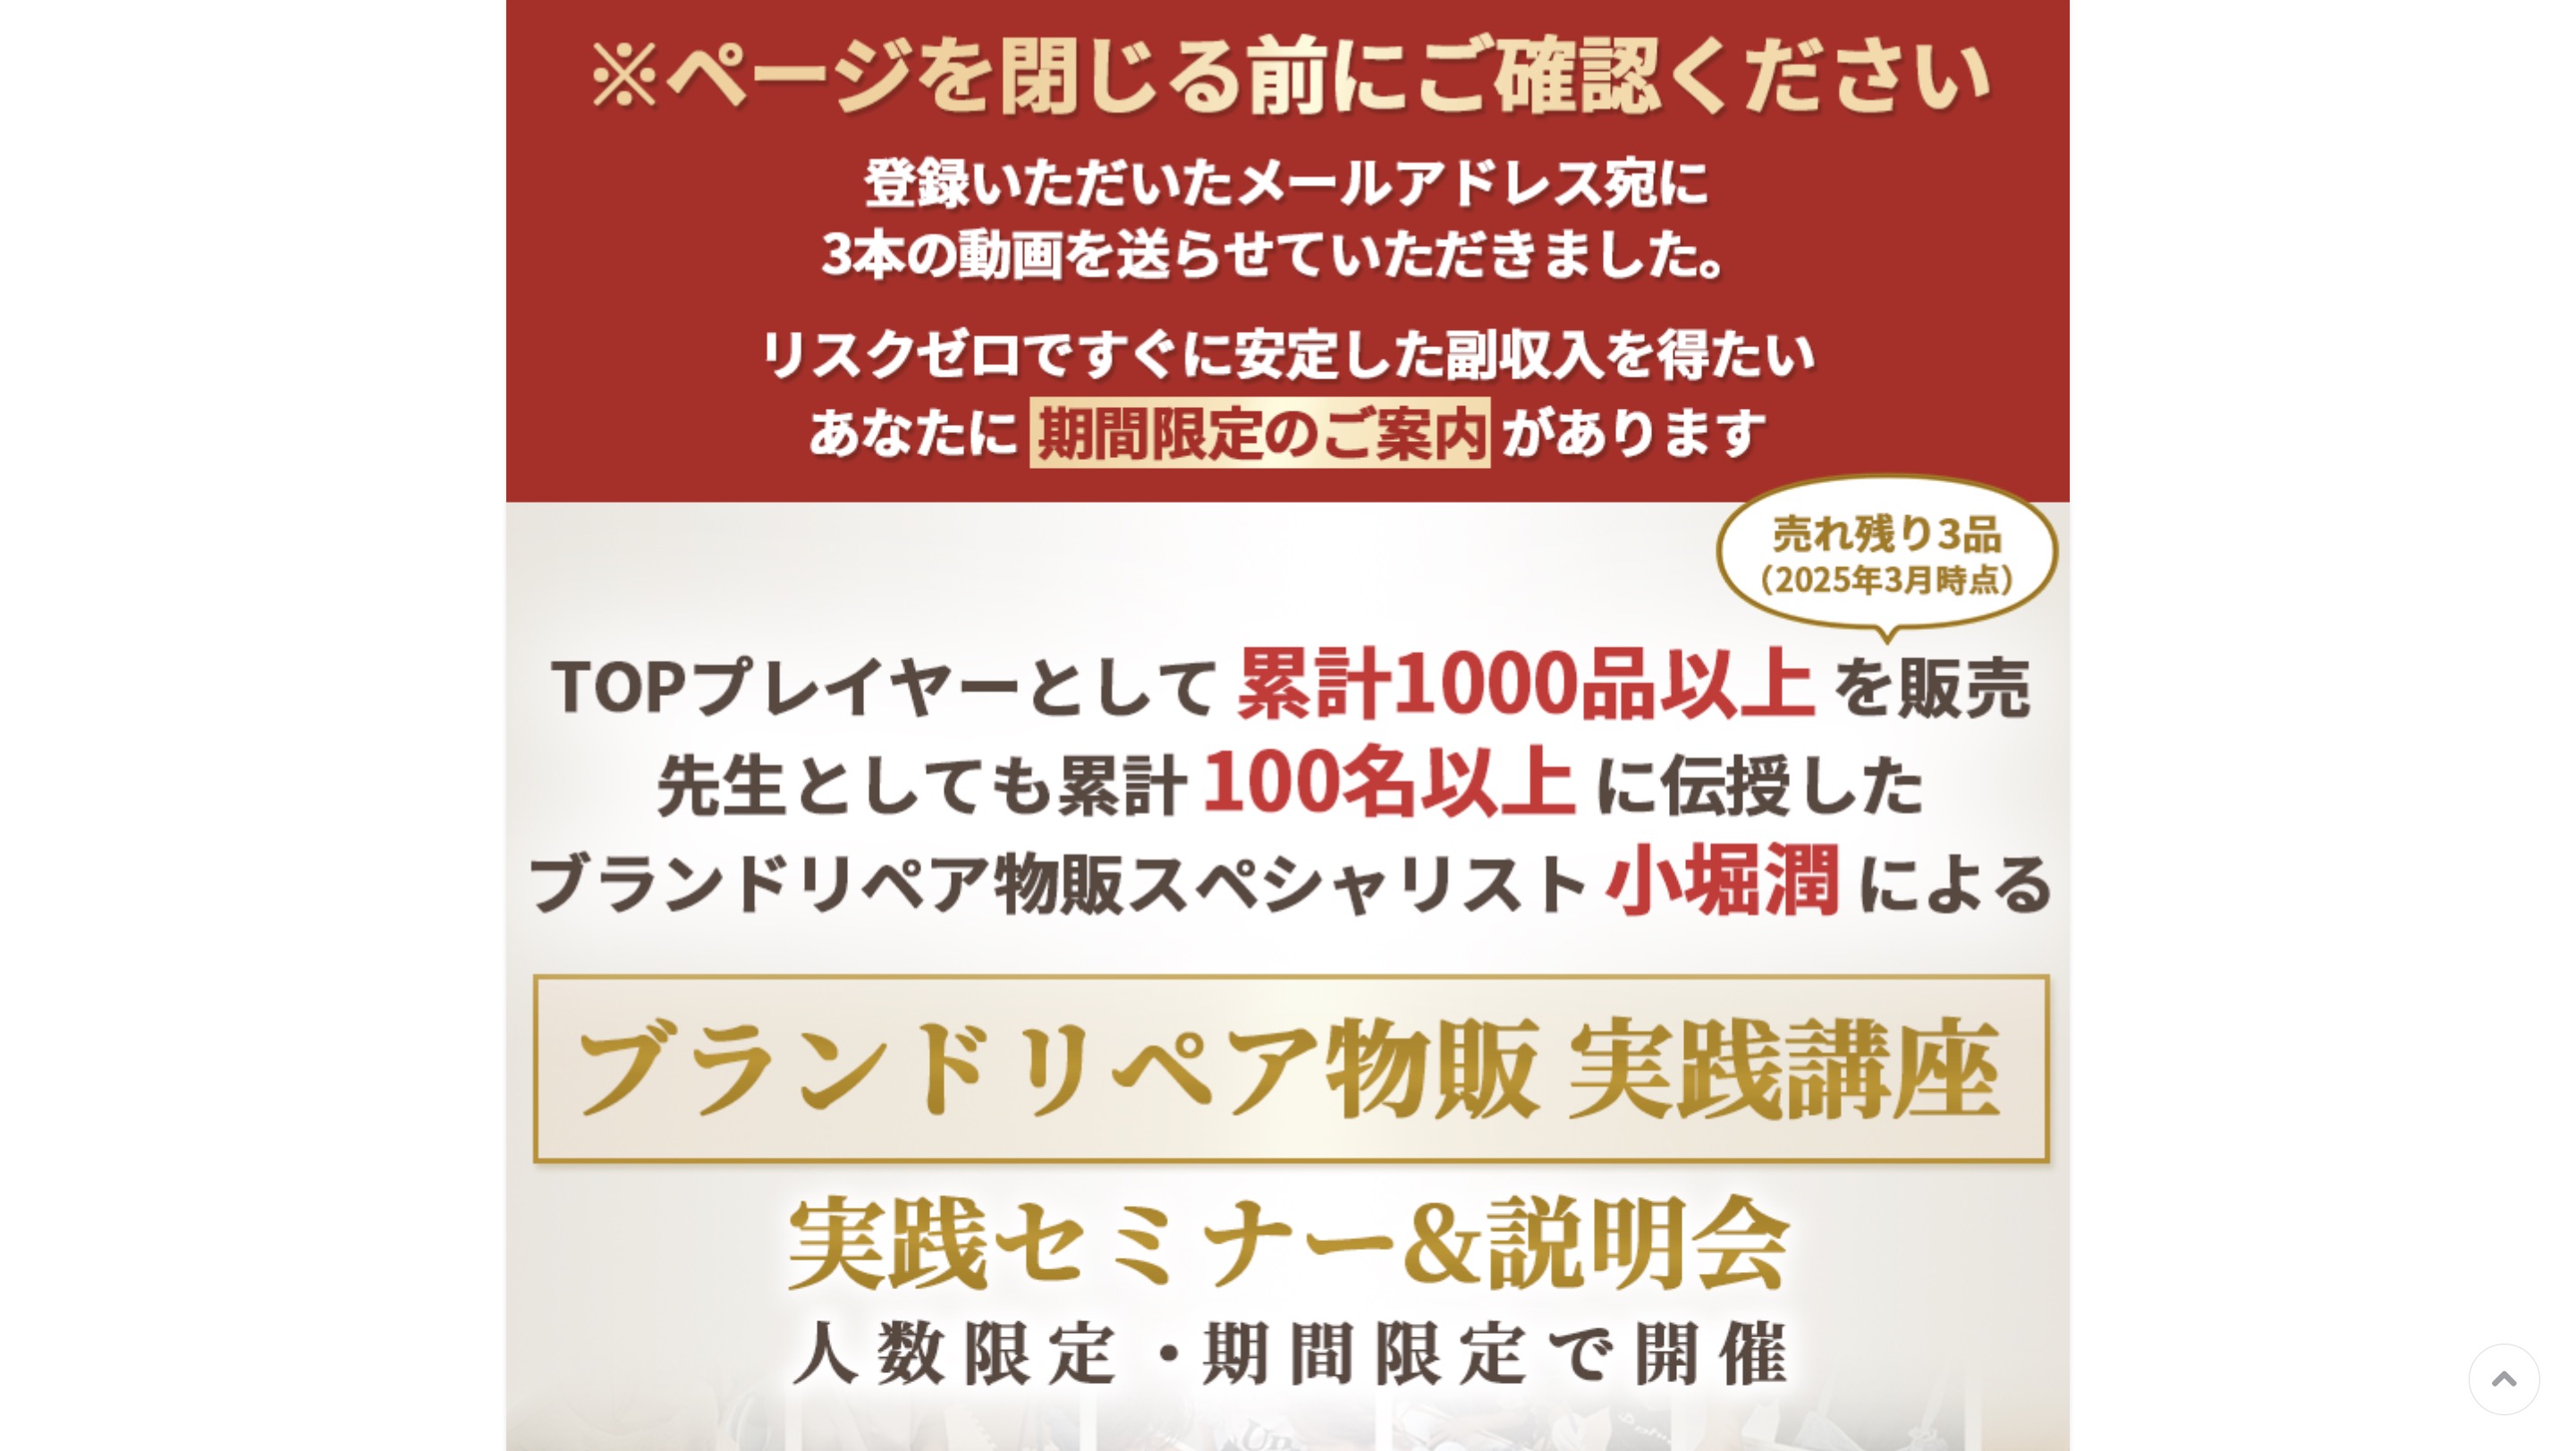 ※ページを閉じる前にご確認ください
登録いただいたメールアドレス宛に
3本の動画を送らせていただきました。
リスクゼロですぐに安定した副収入を得たい
あなたに 期間限定のご案内 があります
売れ残り3品
（2025年3月時点）
TOPプレイヤーとして 累計1000品以上 を販売
先生としても累計 100名以上 に伝授した
ブランドリペア物販スペシャリスト 小堀潤 による
ブランドリペア物販 実践講座
実践セミナー&説明会
人数限定・期間限定で開催